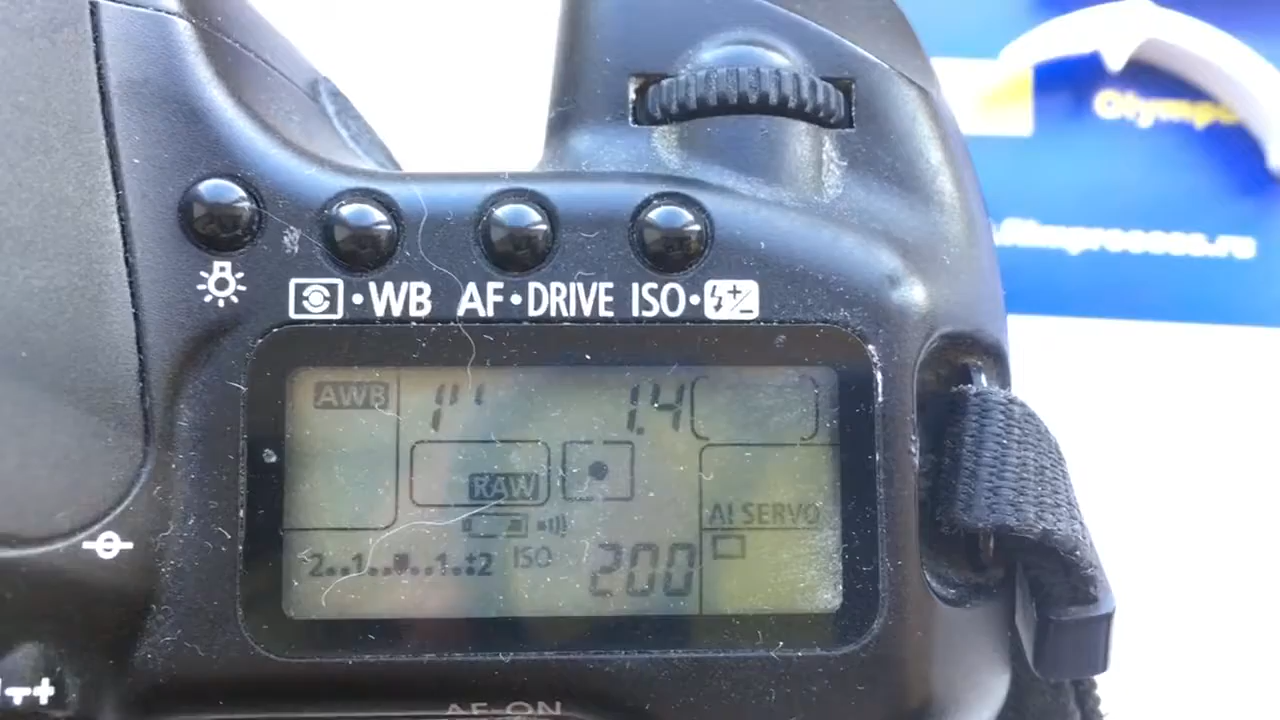 Olymp
WB AF•DRIVE ISO•
AWB 1" 1.4
RAW
AI SERVO
-2..1..▪..1.+2 ISO 200
AF-ON